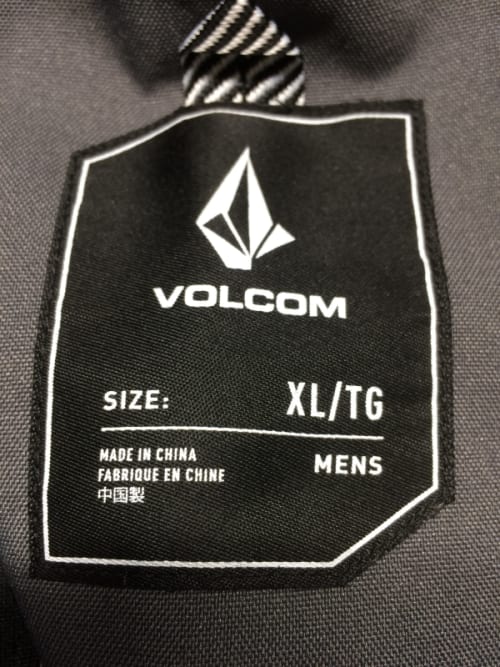 VOLCOM
SIZE: XL/TG
MADE IN CHINA
FABRIQUE EN CHINE MENS
中国製